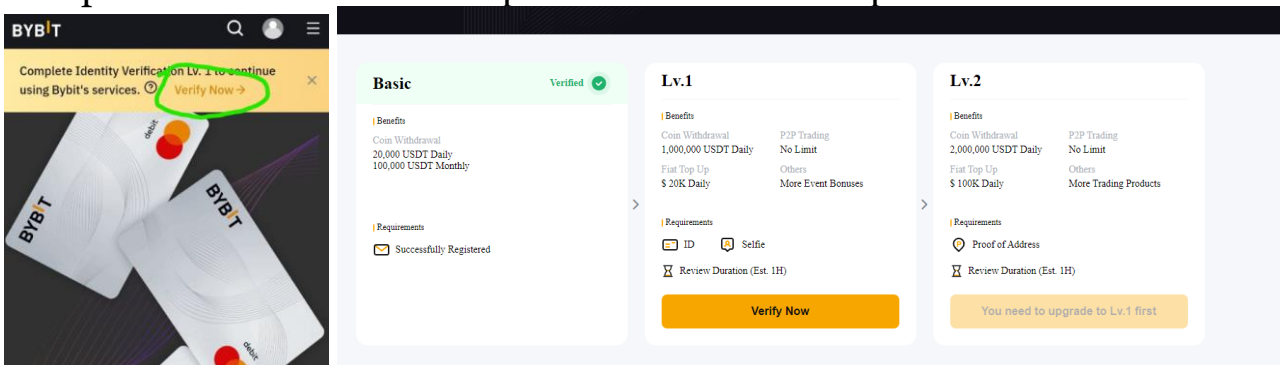 BYBIT
Complete Identity Verification Lv. 1 to continue
using Bybit's services. Verify Now →
debit
BYBIT
BYBIT
debit
Basic
Verified
Benefits
Coin Withdrawal
20,000 USDT Daily
100,000 USDT Monthly
Requirements
Successfully Registered
Lv.1
Benefits
Coin Withdrawal P2P Trading
1,000,000 USDT Daily No Limit
Fiat Top Up Others
$ 20K Daily More Event Bonuses
Requirements
ID Selfie
Review Duration (Est. 1H)
Verify Now
Lv.2
Benefits
Coin Withdrawal P2P Trading
2,000,000 USDT Daily No Limit
Fiat Top Up Others
$ 100K Daily More Trading Products
Requirements
Proof of Address
Review Duration (Est. 1H)
You need to upgrade to Lv.1 first